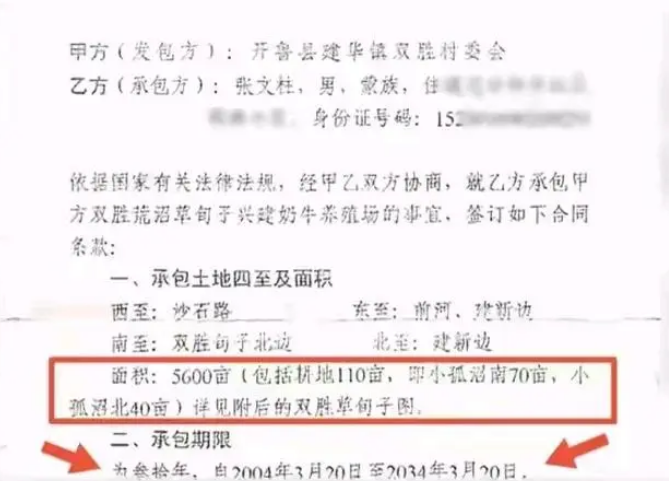 甲方(发包方):开鲁县建华镇双胜村委会
乙方(承包方):张文柱,男、蒙族,住
身份证号码:15
依据国家有关法律法规,经甲乙双方协商,就乙方承包甲
方双胜荒沼草甸子兴建奶牛养殖场的事宜、签订如下合同
条款:
一、承包土地四至及面积
西至:沙石路 东至:前河、建新边
南至:双胜甸子北边 北至:建新边
面积:5600亩(包括耕地110亩,即小孤沼南70亩,小
孤沼北40亩)详见附后的双胜草甸子图。
二、承包期限
为叁拾年,自2004年3月20日至2034年3月20日。